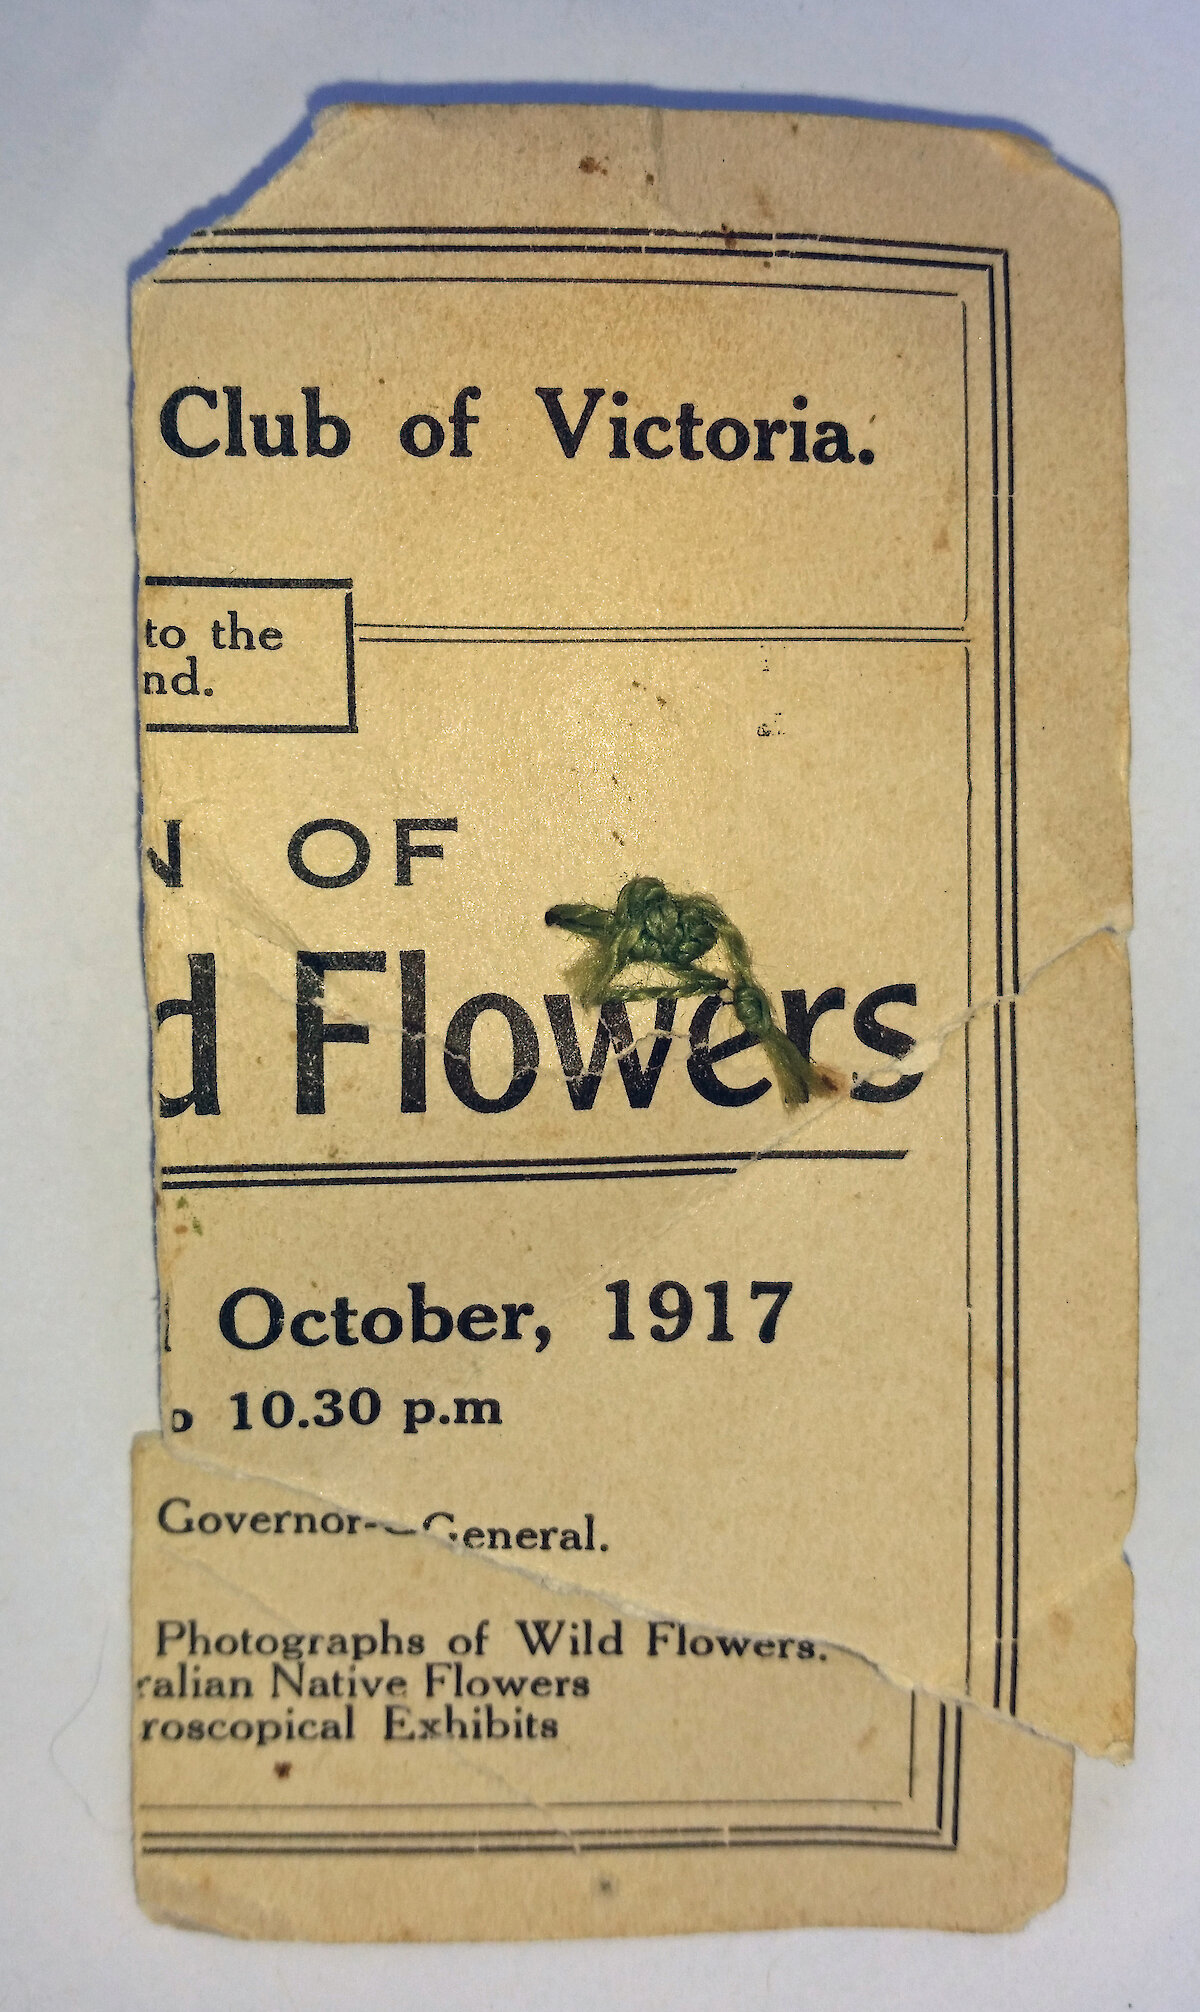 Club of Victoria.
to the
nd.
N OF
d Flowers
October, 1917
o 10.30 p.m
Governor-General.
Photographs of Wild Flowers.
ralian Native Flowers
roscopical Exhibits